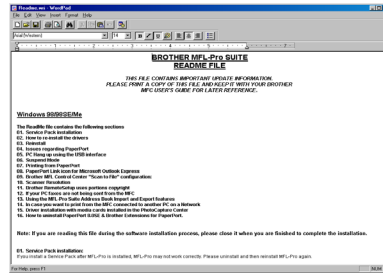 Readme.wri - WordPad
File Edit View Insert Format Help
Arial (Western) 14
BROTHER MFL-Pro SUITE
README FILE
THIS FILE CONTAINS IMPORTANT UPDATE INFORMATION.
PLEASE PRINT A COPY OF THIS FILE AND KEEP IT WITH YOUR BROTHER
MFC USER'S GUIDE FOR LATER REFERENCE.
Windows 98/98SE/Me
The ReadMe file contains the following sections
01. Service Pack installation
02. How to re-install the drivers
03. Reinstall
04. Issues regarding PaperPort
05. PC Hang up using the USB interface
06. Suspend Mode
07. Printing from PaperPort
08. PaperPort Link icon for Microsoft Outlook Express
09. Brother MFL Control Center "Scan to File" configuration:
10. Scanner Resolution
11. Brother RemoteSetup uses portions copyright
12. If your PC faxes are not being sent from the MFC
13. Using the MFL-Pro Suite Address Book Import and Export features
14. In case you want to print from the MFC connected to another PC on a Network
15. Driver installation with media cards installed in the PhotoCapture Center
16. How to uninstall PaperPort 8.0SE & Brother Extensions for PaperPort.
Note: If you are reading this file during the software installation process, please close it when you are finished to complete the installation.
01. Service Pack installation:
If you install a Service Pack after MFL-Pro is installed, MFL-Pro may not work correctly. Please uninstall and then reinstall MFL-Pro again.
For Help, press F1
NUM